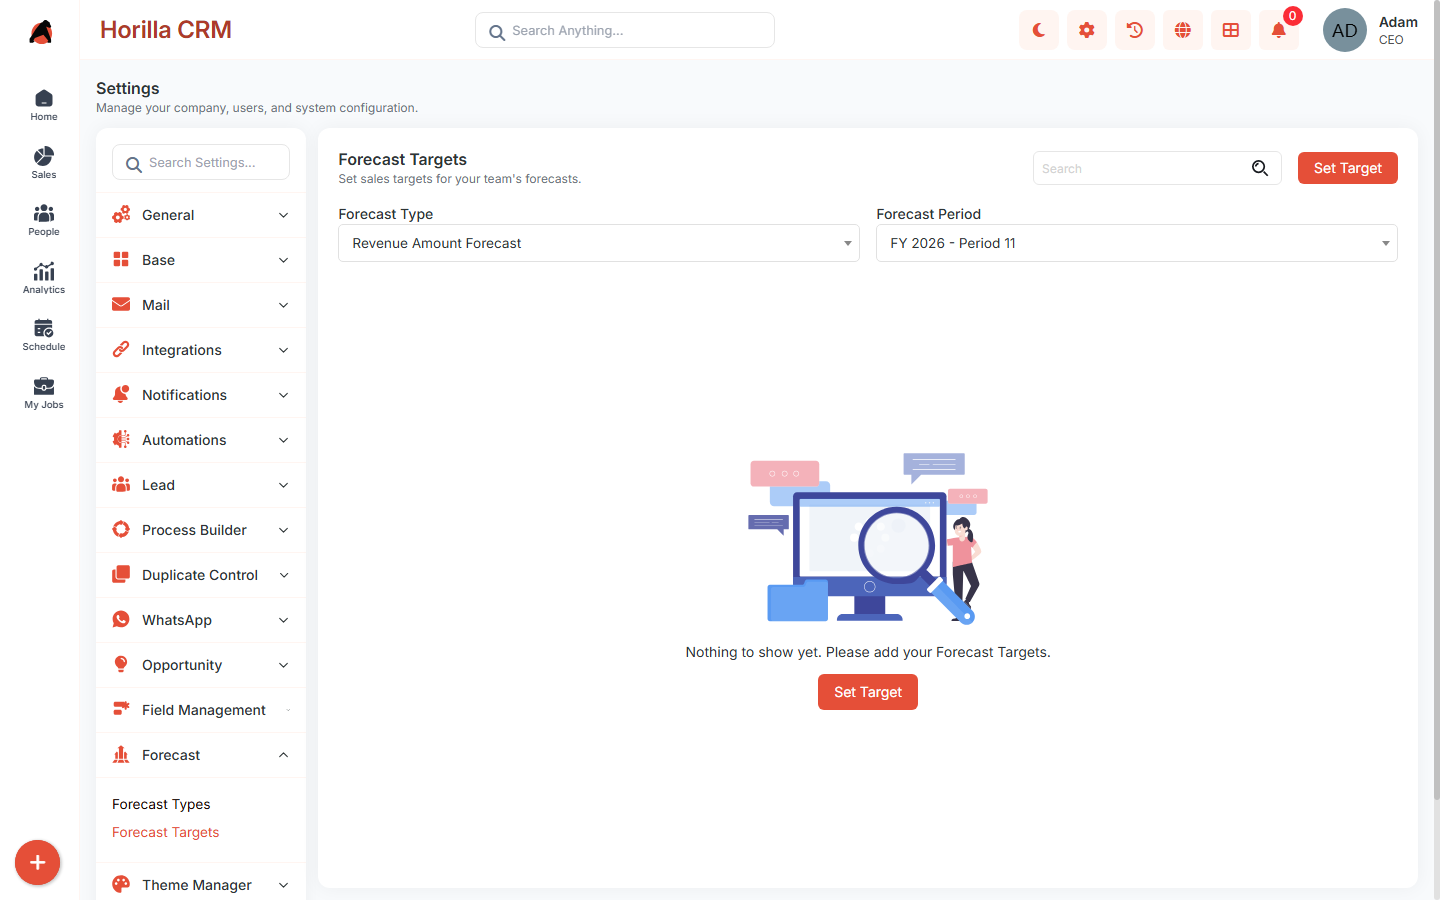 Horilla CRM
Search Anything...
0
AD
Adam
CEO
Home
Sales
People
Analytics
Schedule
My Jobs
Settings
Manage your company, users, and system configuration.
Search Settings...
General
Base
Mail
Integrations
Notifications
Automations
Lead
Process Builder
Duplicate Control
WhatsApp
Opportunity
Field Management
Forecast
Forecast Types
Forecast Targets
Theme Manager
Forecast Targets
Set sales targets for your team's forecasts.
Search
Set Target
Forecast Type
Revenue Amount Forecast
Forecast Period
FY 2026 - Period 11
Nothing to show yet. Please add your Forecast Targets.
Set Target